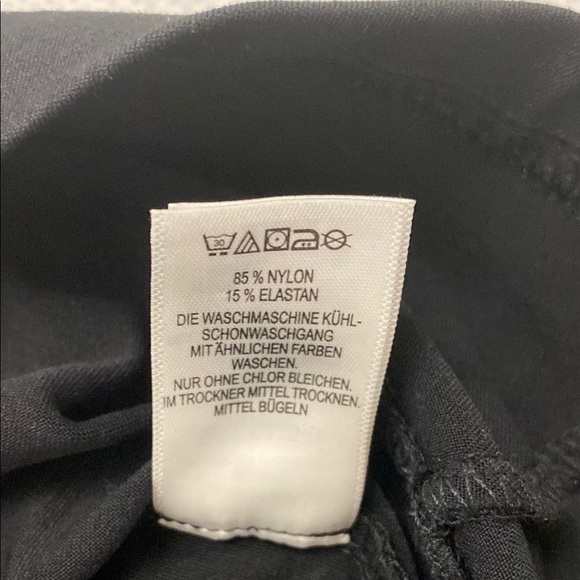 30
85 % NYLON
15 % ELASTAN
DIE WASCHMASCHINE KÜHL-
SCHONWASCHGANG
MIT ÄHNLICHEN FARBEN
WASCHEN.
NUR OHNE CHLOR BLEICHEN.
IM TROCKNER MITTEL TROCKNEN.
MITTEL BÜGELN